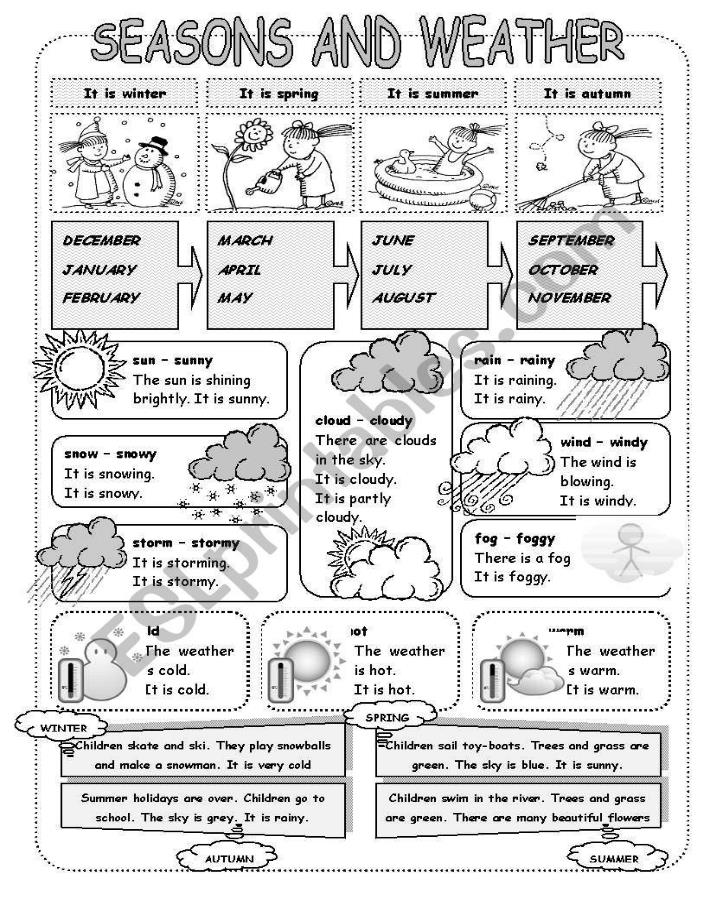 SEASONS AND WEATHER
It is winter
It is spring
It is summer
It is autumn
DECEMBER
JANUARY
FEBRUARY
MARCH
APRIL
MAY
JUNE
JULY
AUGUST
SEPTEMBER
OCTOBER
NOVEMBER
sun – sunny
The sun is shining
brightly. It is sunny.
snow – snowy
It is snowing.
It is snowy.
storm – stormy
It is storming.
It is stormy.
cloud – cloudy
There are clouds
in the sky.
It is cloudy.
It is partly
cloudy.
rain – rainy
It is raining.
It is rainy.
wind – windy
The wind is
blowing.
It is windy.
fog – foggy
There is a fog
It is foggy.
ld
The weather
s cold.
It is cold.
ot
The weather
is hot.
It is hot.
rm
The weather
s warm.
It is warm.
WINTER
Children skate and ski. They play snowballs
and make a snowman. It is very cold
SPRING
Children sail toy-boats. Trees and grass are
green. The sky is blue. It is sunny.
Summer holidays are over. Children go to
school. The sky is grey. It is rainy.
AUTUMN
Children swim in the river. Trees and grass
are green. There are many beautiful flowers
SUMMER
ESLprintables.com